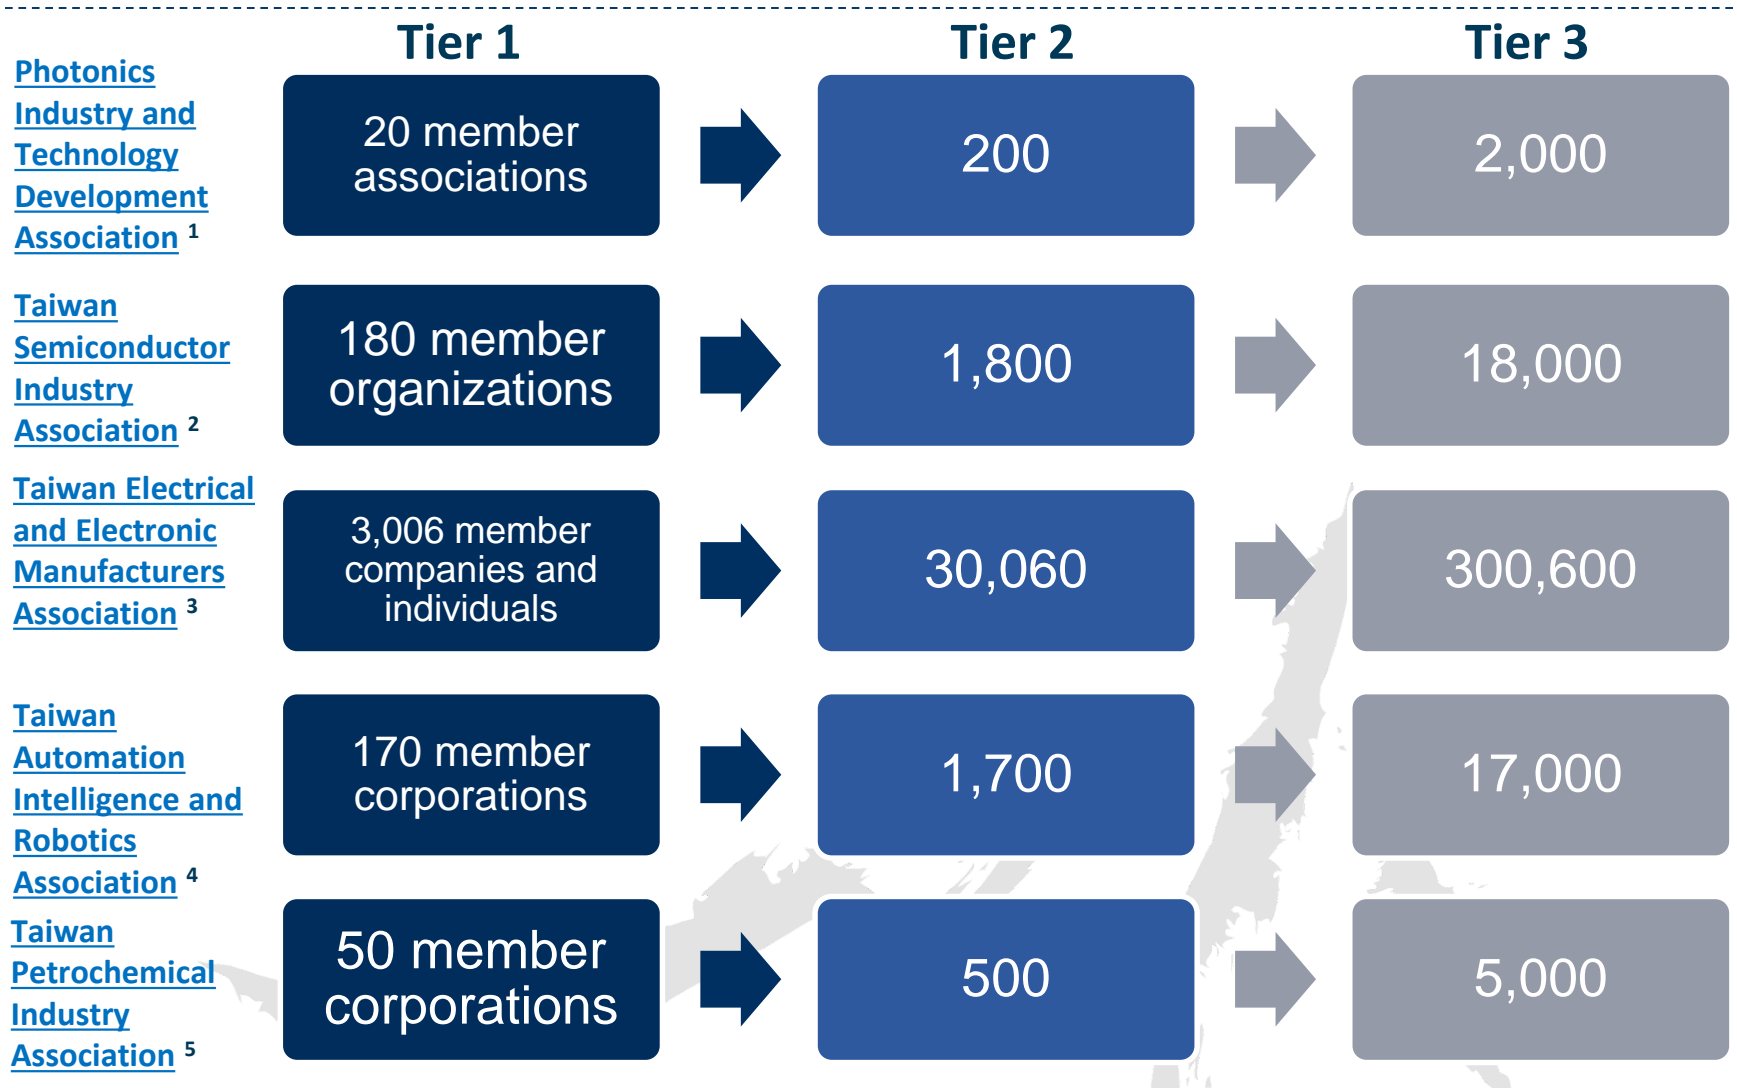 Tier 1
Tier 2
Tier 3
Photonics
Industry and
Technology
Development
Association 1
20 member
associations
200
2,000
Taiwan
Semiconductor
Industry
Association 2
180 member
organizations
1,800
18,000
Taiwan Electrical
and Electronic
Manufacturers
Association 3
3,006 member
companies and
individuals
30,060
300,600
Taiwan
Automation
Intelligence and
Robotics
Association 4
170 member
corporations
1,700
17,000
Taiwan
Petrochemical
Industry
Association 5
50 member
corporations
500
5,000